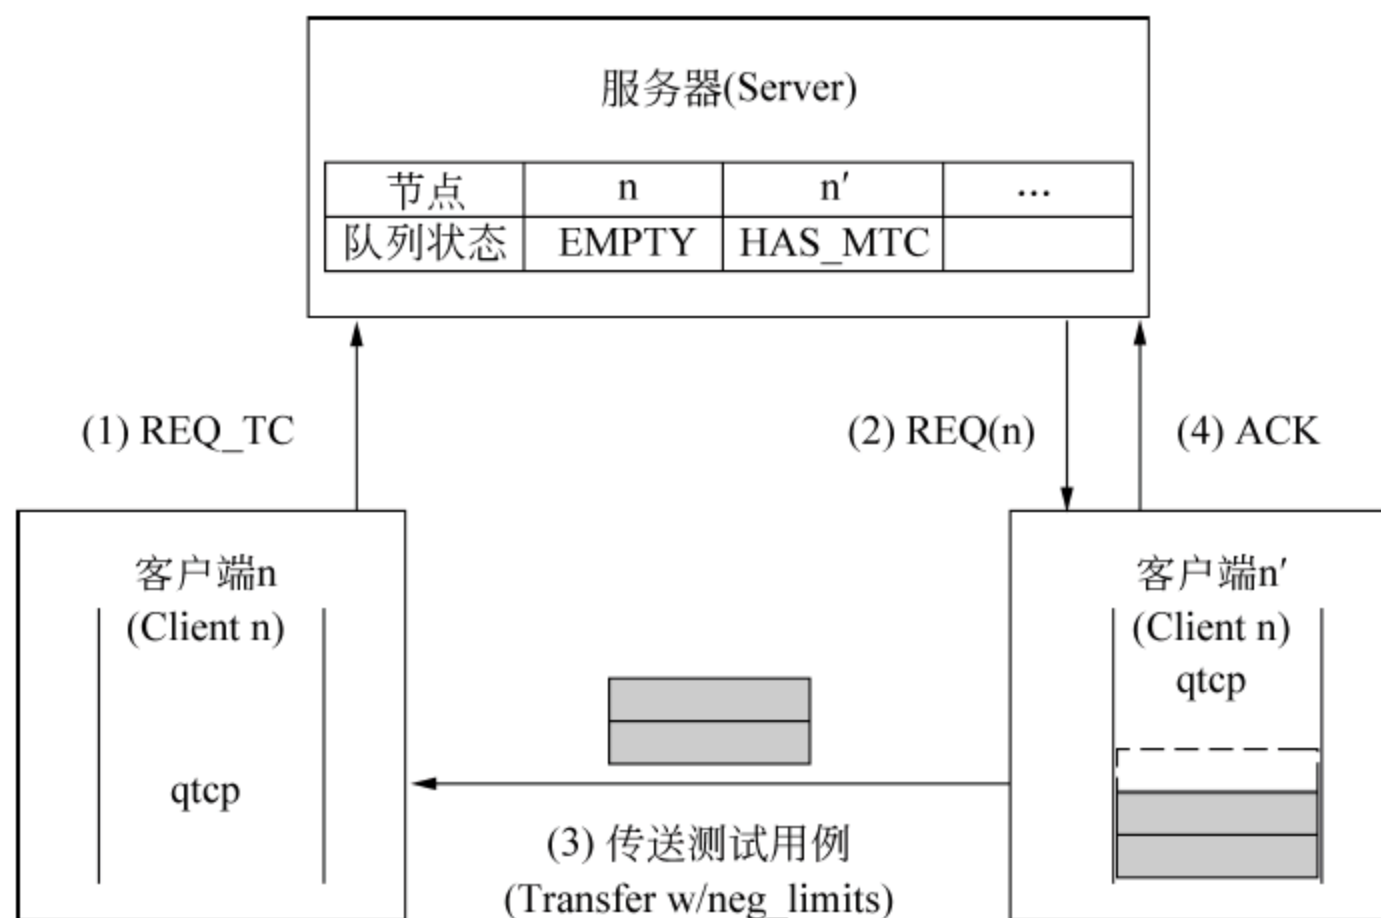 服务器(Server)
节点 n n′ ...
队列状态 EMPTY HAS_MTC
(1) REQ_TC
(2) REQ(n)
(4) ACK
客户端n
(Client n)
qtcp
客户端n′
(Client n)
qtcp
(3) 传送测试用例
(Transfer w/neg_limits)